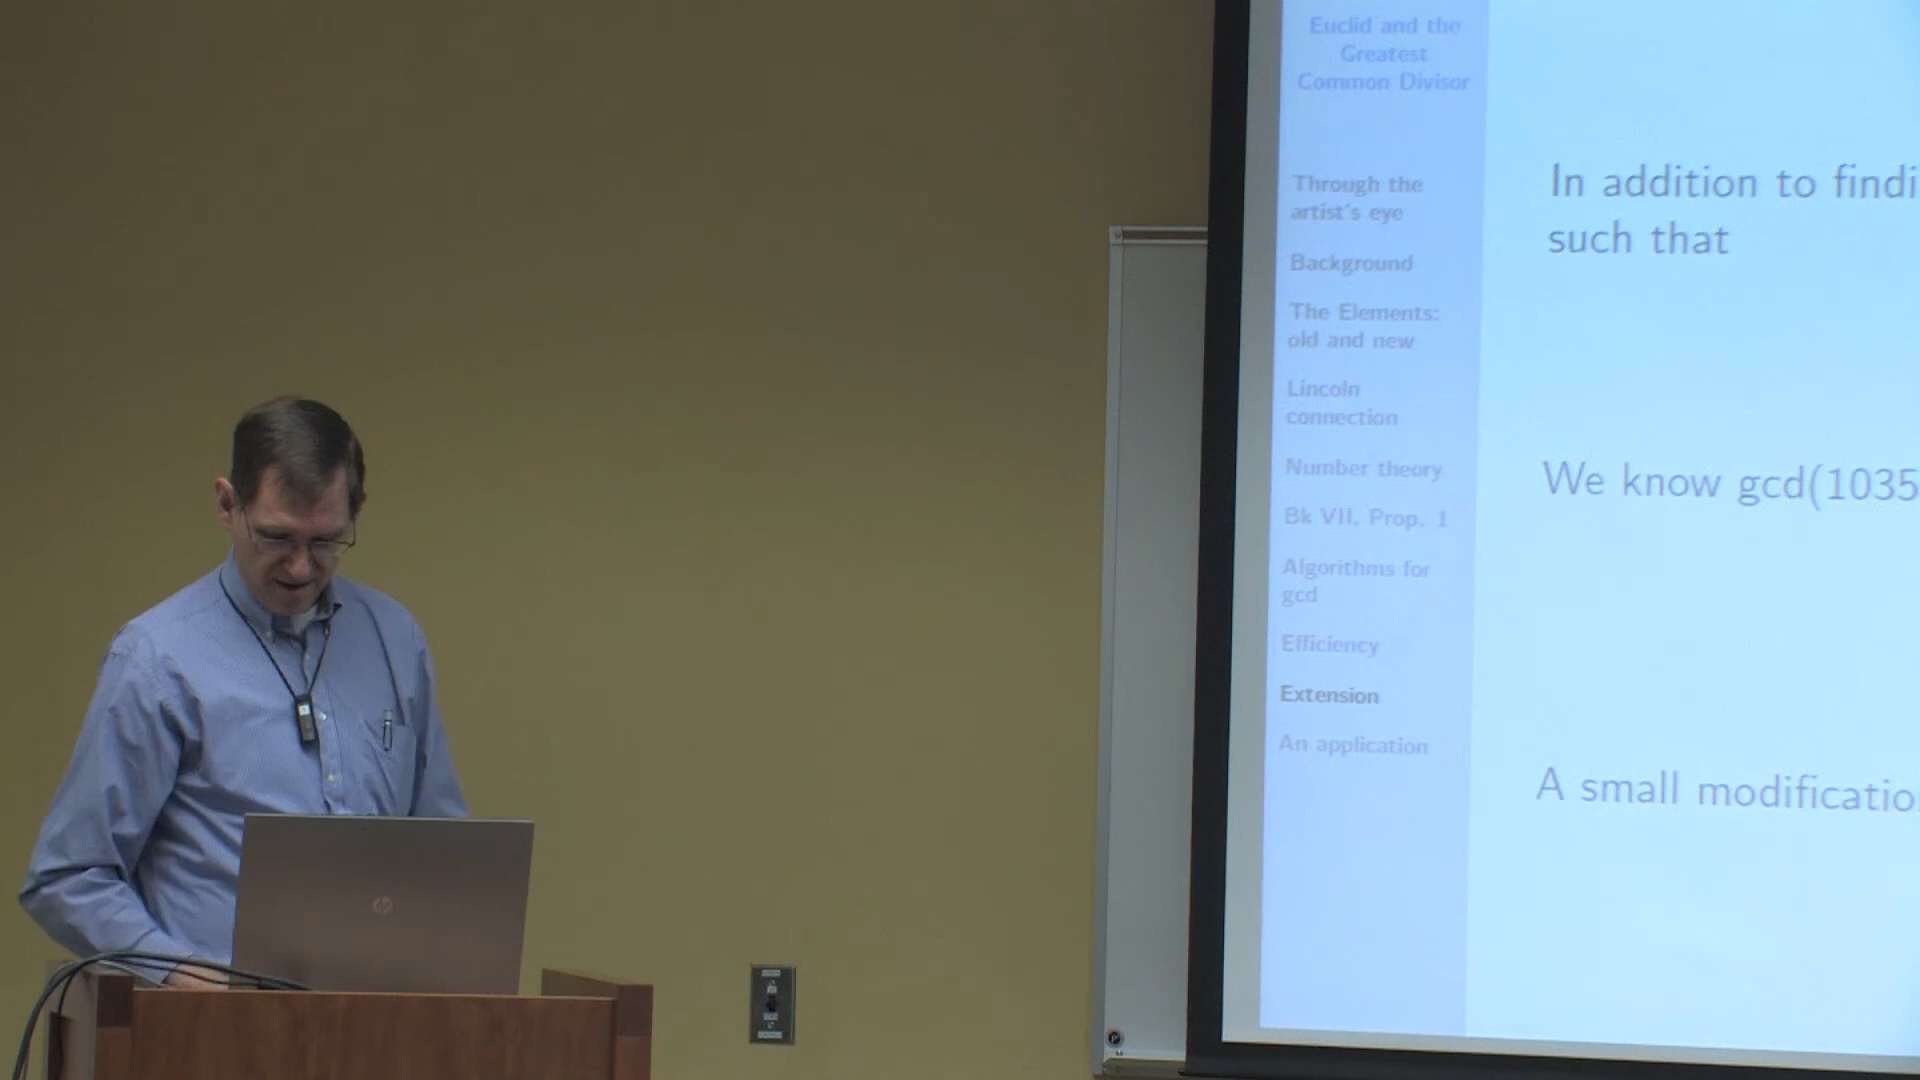 Euclid and the
Greatest
Common Divisor
Through the
artist's eye
Background
The Elements:
old and new
Lincoln
connection
Number theory
Bk VII, Prop. 1
Algorithms for
gcd
Efficiency
Extension
An application
In addition to findi
such that
We know gcd(1035
A small modificatio
hp